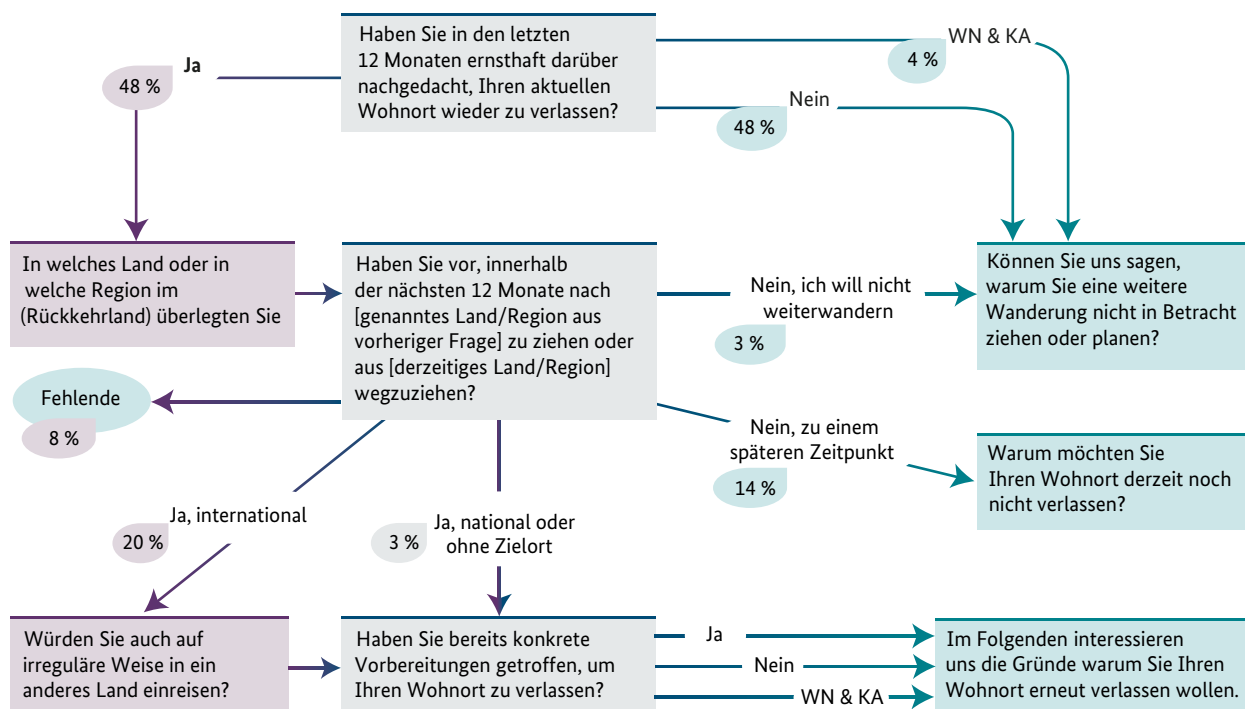 Haben Sie in den letzten
12 Monaten ernsthaft darüber
nachgedacht, Ihren aktuellen
Wohnort wieder zu verlassen?
Ja
48 %
WN & KA
4 %
Nein
48 %
In welches Land oder in
welche Region im
(Rückkehrland) überlegten Sie
Haben Sie vor, innerhalb
der nächsten 12 Monate nach
[genanntes Land/Region aus
vorheriger Frage] zu ziehen oder
aus [derzeitiges Land/Region]
wegzuziehen?
Nein, ich will nicht
weiterwandern
3 %
Können Sie uns sagen,
warum Sie eine weitere
Wanderung nicht in Betracht
ziehen oder planen?
Fehlende
8 %
Nein, zu einem
späteren Zeitpunkt
14 %
Warum möchten Sie
Ihren Wohnort derzeit noch
nicht verlassen?
Ja, international
20 %
Ja, national oder
ohne Zielort
3 %
Würden Sie auch auf
irreguläre Weise in ein
anderes Land einreisen?
Haben Sie bereits konkrete
Vorbereitungen getroffen, um
Ihren Wohnort zu verlassen?
Ja
Nein
WN & KA
Im Folgenden interessieren
uns die Gründe warum Sie Ihren
Wohnort erneut verlassen wollen.